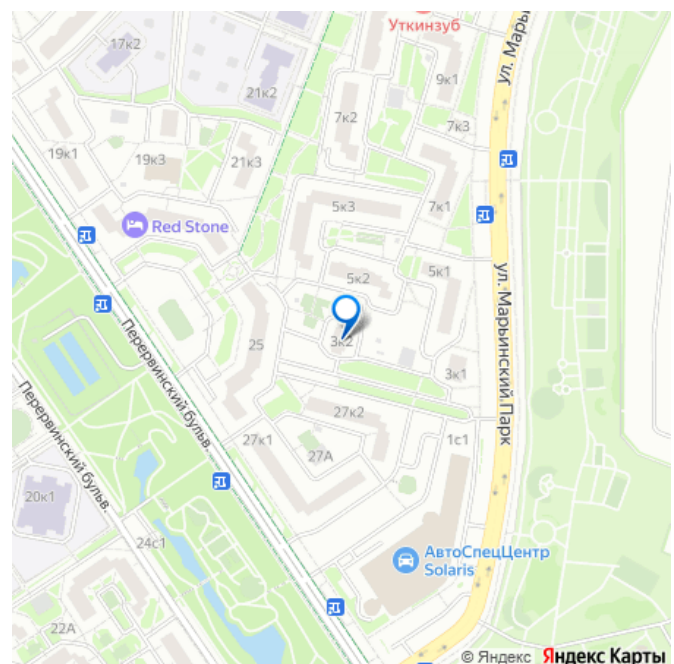 Уткинзуб
ул. Марь
17к2
9к1
21к2
7к2
7к3
19к1
19к3
21к3
5к3
7к1
Red Stone
5к2
5к1
ул. Марьинский Парк
Перервинский бульв.
25
3к2
3к1
Перервинский бульв.
27к2
27к1
1с1
27А
20к1
24с1
АвтоСпецЦентр
Solaris
22А
© Яндекс Яндекс Карты